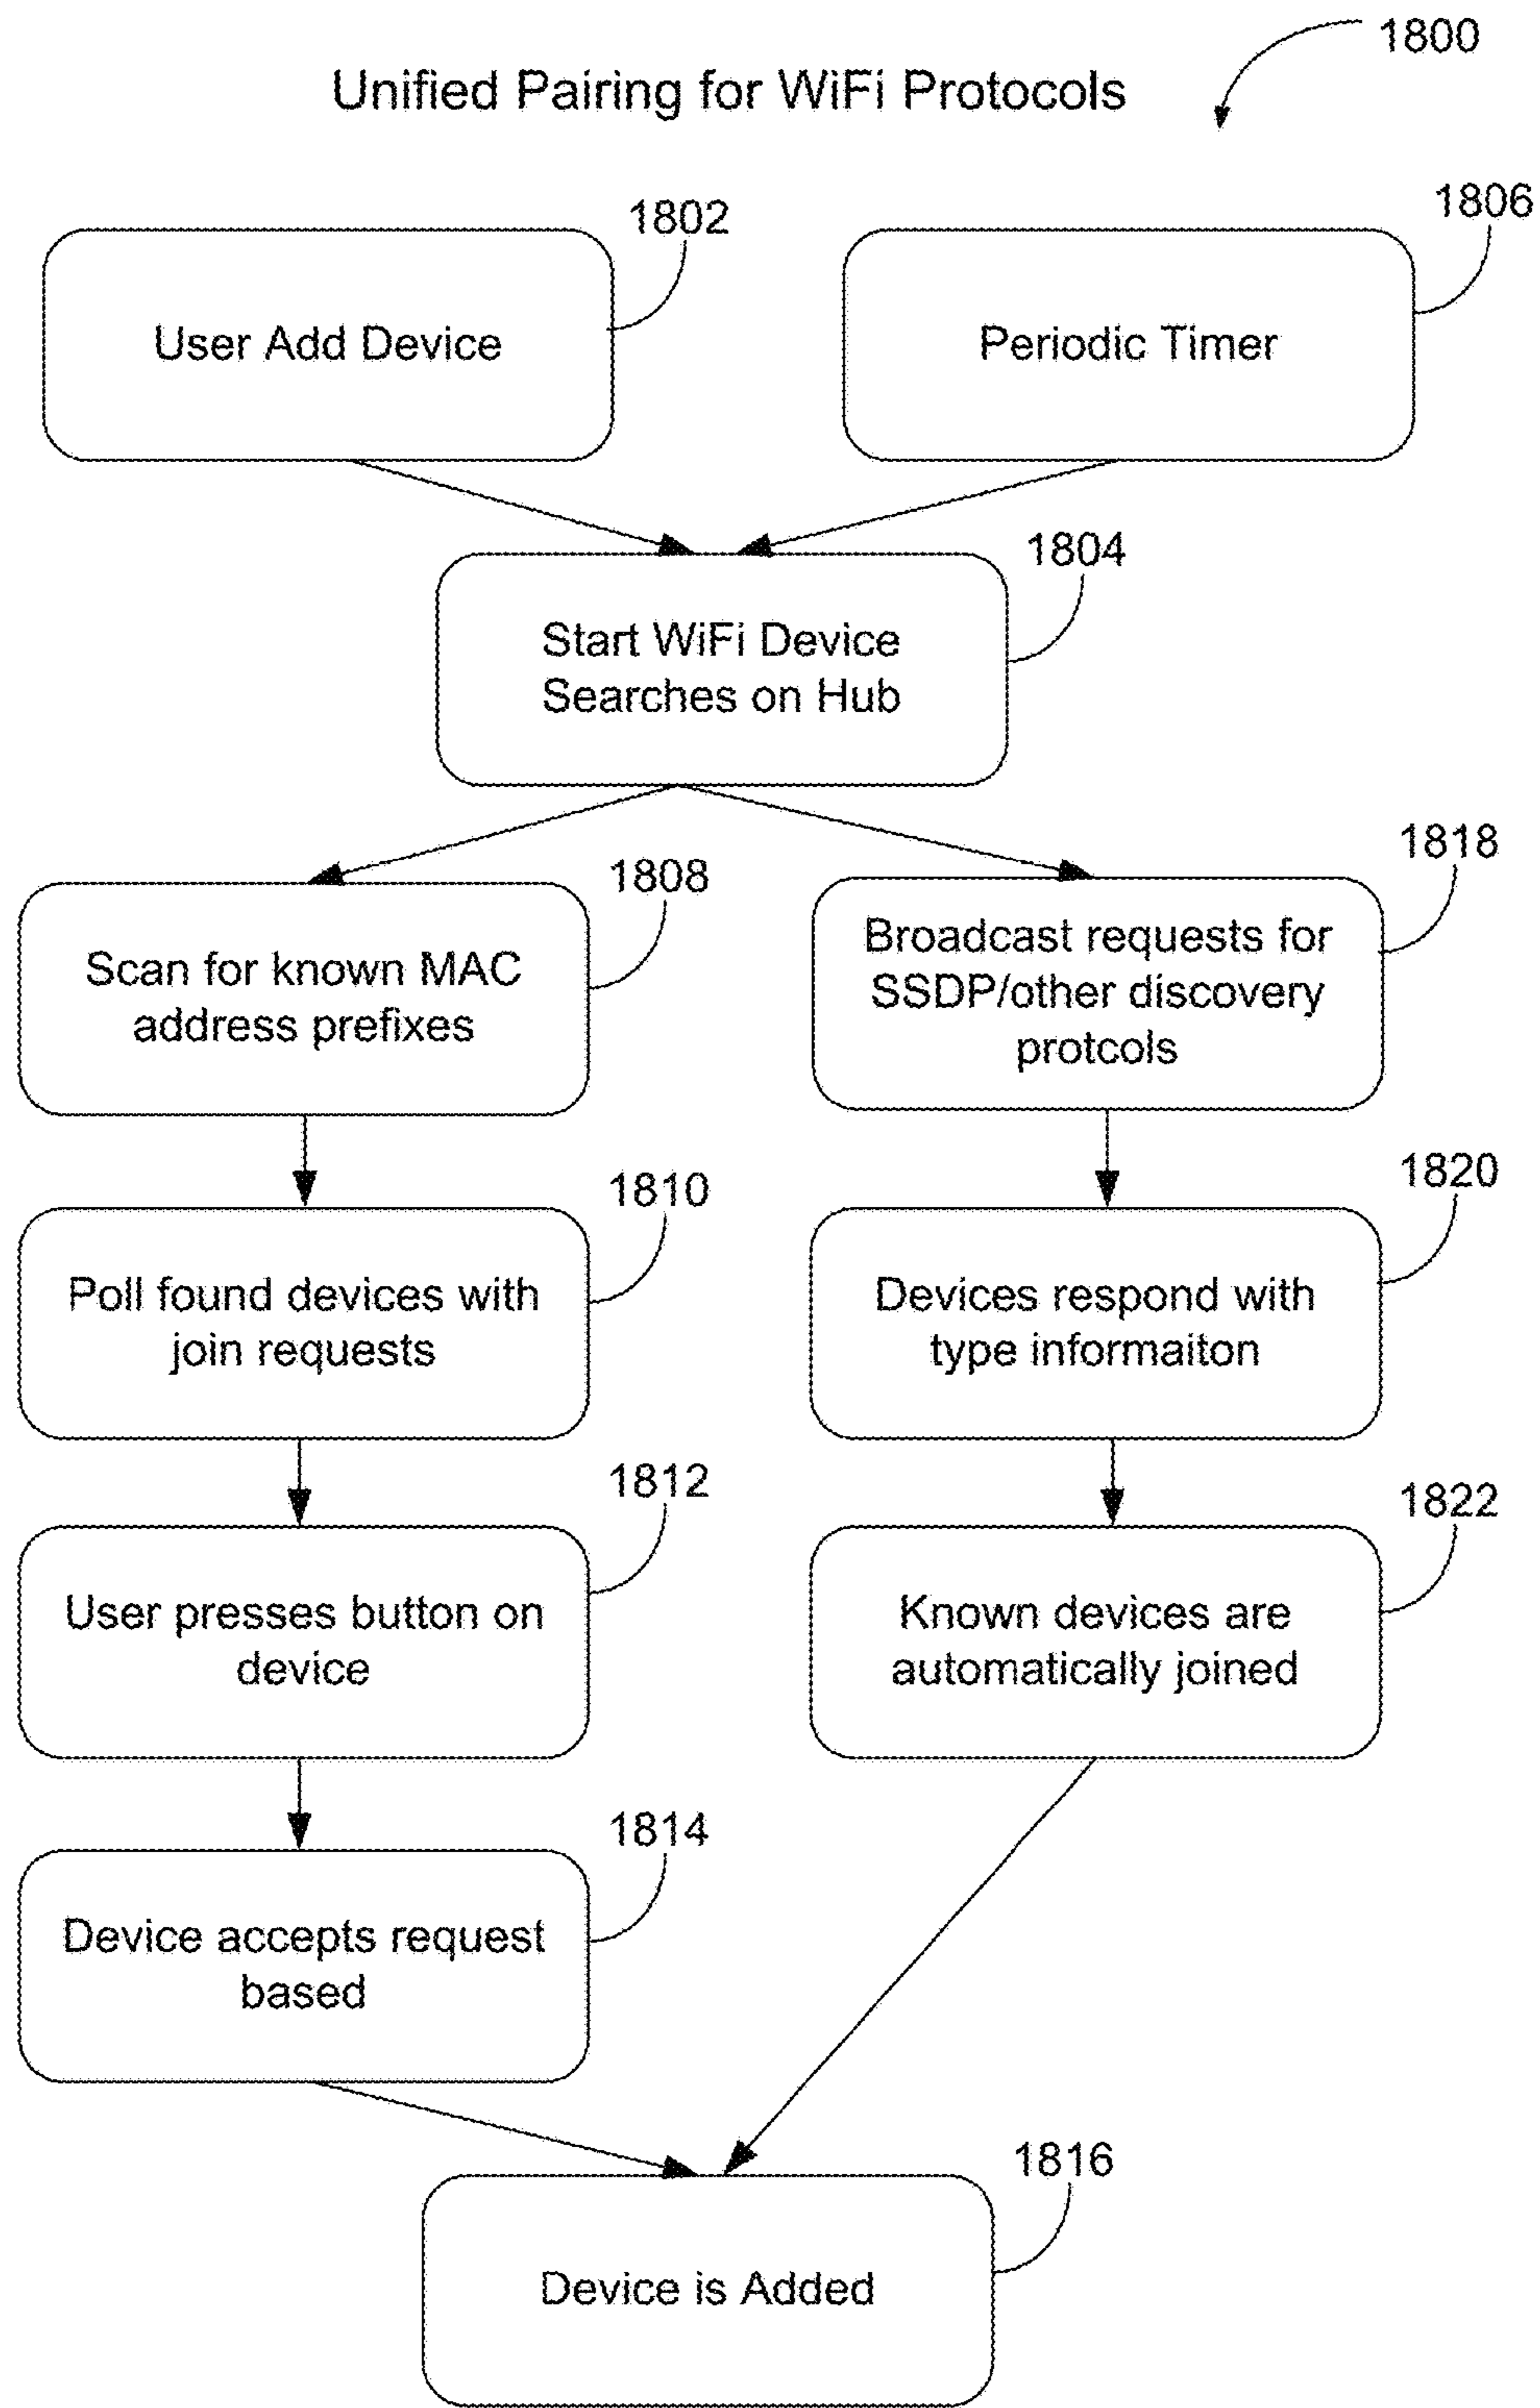 1800
Unified Pairing for WiFi Protocols
1802
1806
User Add Device
Periodic Timer
1804
Start WiFi Device
Searches on Hub
1808
1818
Scan for known MAC
address prefixes
Broadcast requests for
SSDP/other discovery
protcols
1810
1820
Poll found devices with
join requests
Devices respond with
type informaiton
1812
1822
User presses button on
device
Known devices are
automatically joined
1814
Device accepts request
based
1816
Device is Added